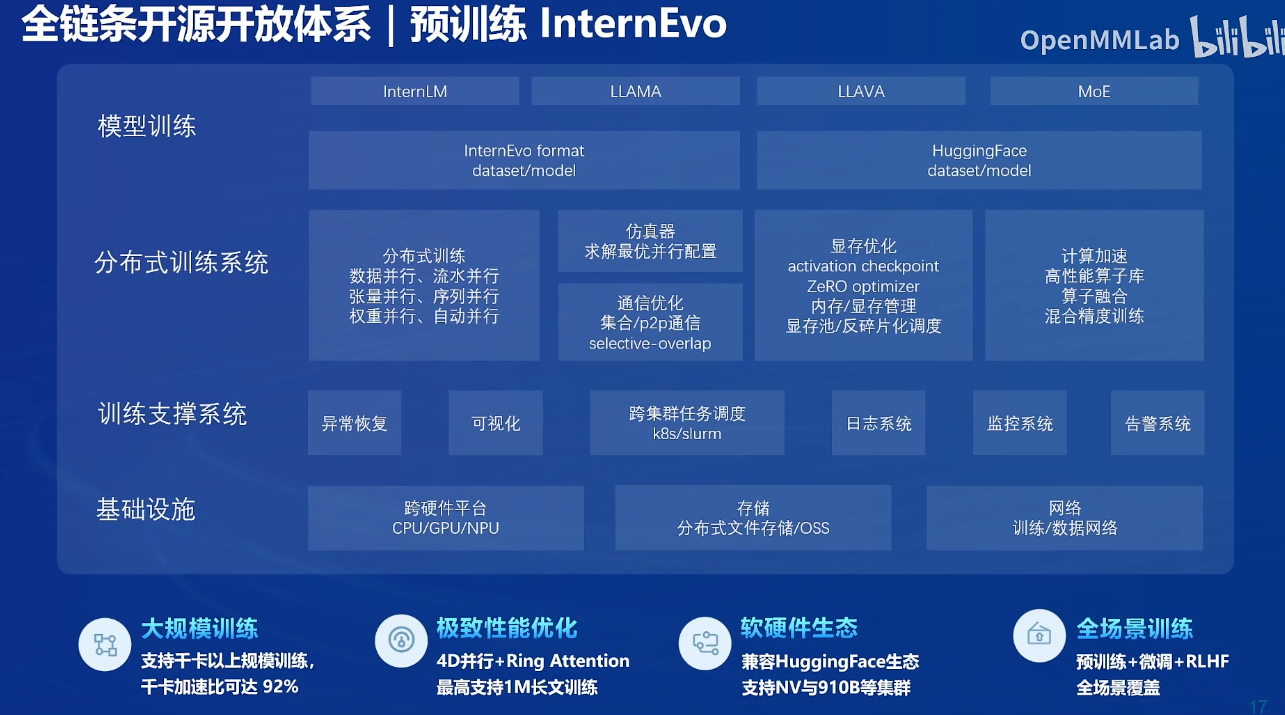 全链条开源开放体系 | 预训练 InternEvo
OpenMMLab bilibili
模型训练
InternLM
LLAMA
LLAVA
MoE
InternEvo format
dataset/model
HuggingFace
dataset/model
分布式训练系统
分布式训练
数据并行、流水并行
张量并行、序列并行
权重并行、自动并行
仿真器
求解最优并行配置
通信优化
集合/p2p通信
selective-overlap
显存优化
activation checkpoint
ZeRO optimizer
内存/显存管理
显存池/反碎片化调度
计算加速
高性能算子库
算子融合
混合精度训练
训练支撑系统
异常恢复
可视化
跨集群任务调度
k8s/slurm
日志系统
监控系统
告警系统
基础设施
跨硬件平台
CPU/GPU/NPU
存储
分布式文件存储/OSS
网络
训练/数据网络
大规模训练
支持千卡以上规模训练，
千卡加速比可达 92%
极致性能优化
4D并行+Ring Attention
最高支持1M长文训练
软硬件生态
兼容HuggingFace生态
支持NV与910B等集群
全场景训练
预训练+微调+RLHF
全场景覆盖
17